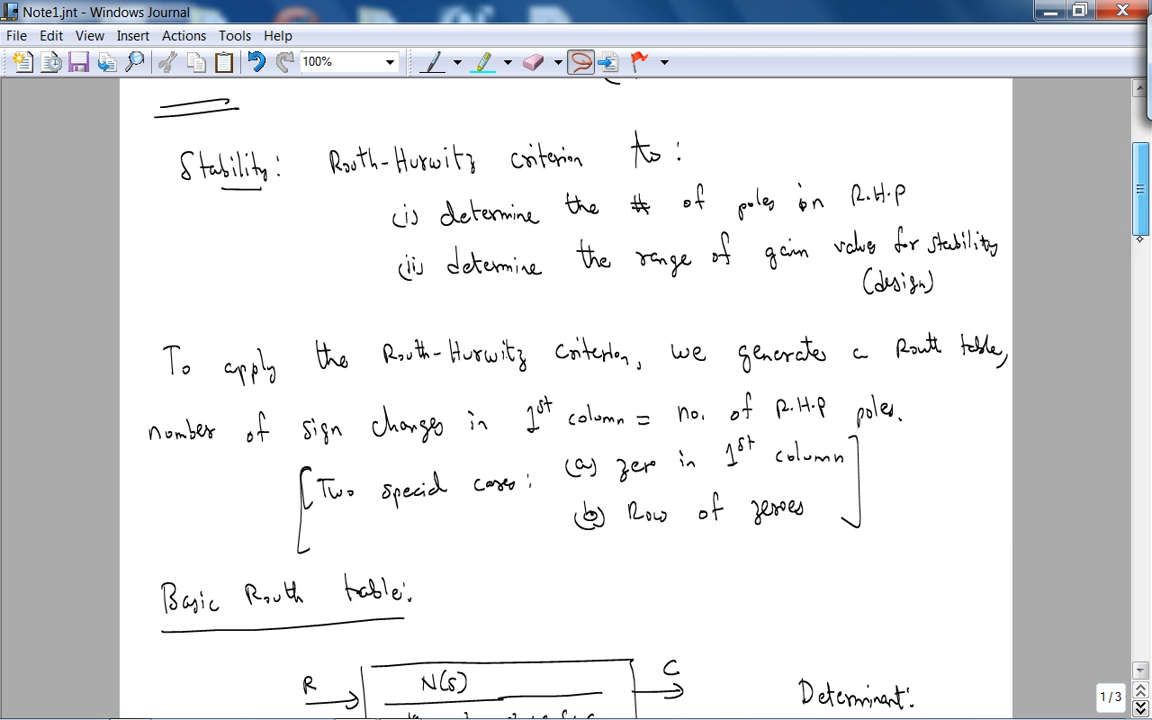 Note1.jnt - Windows Journal
File Edit View Insert Actions Tools Help
100%
Stability: Routh-Hurwitz criterion to:
(i) determine the # of poles in R.H.P
(ii) determine the range of gain value for stability
(design)
To apply the Routh-Hurwitz criterion, we generates a Routh table,
number of sign changes in 1st column = no. of R.H.P poles.
[Two special cases: (a) zero in 1st column]
(b) Row of zeroes
Basic Routh table:
R N(s) C
Determinant:
1 / 3